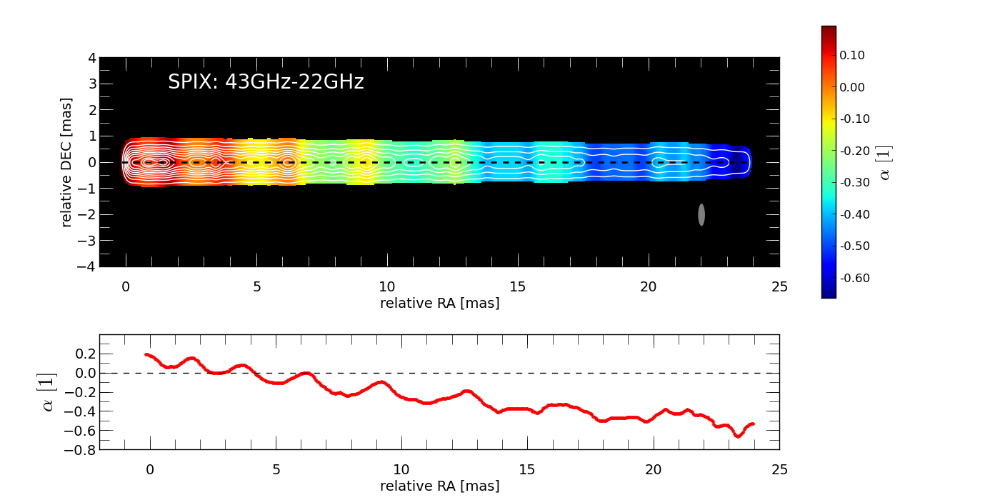 SPIX: 43GHz-22GHz
4
3
2
1
0
−1
−2
−3
−4
relative DEC [mas]
0 5 10 15 20 25
relative RA [mas]
0.10
0.00
-0.10
-0.20
-0.30
-0.40
-0.50
-0.60
α [1]
0.2
0.0
−0.2
−0.4
−0.6
−0.8
α [1]
0 5 10 15 20 25
relative RA [mas]